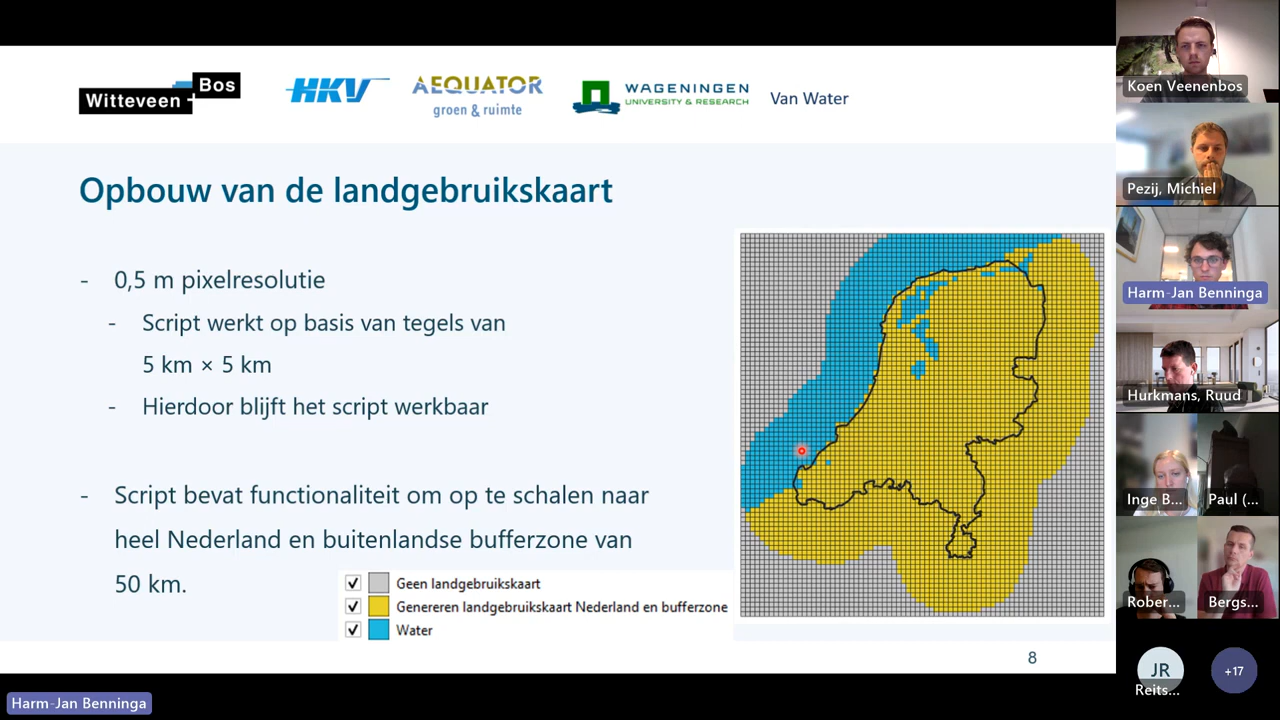 Witteveen + Bos
HKV
AEQUATOR
groen & ruimte
WAGENINGEN
UNIVERSITY & RESEARCH
Van Water
Opbouw van de landgebruikskaart
- 0,5 m pixelresolutie
- Script werkt op basis van tegels van
5 km × 5 km
- Hierdoor blijft het script werkbaar
- Script bevat functionaliteit om op te schalen naar
heel Nederland en buitenlandse bufferzone van
50 km.
Geen landgebruikskaart
Genereren landgebruikskaart Nederland en bufferzone
Water
8
Harm-Jan Benninga
Koen Veenenbos
Pezij, Michiel
Harm-Jan Benninga
Hurkmans, Ruud
Inge B...
Paul (...
Rober...
Bergs...
JR
Reits...
+17